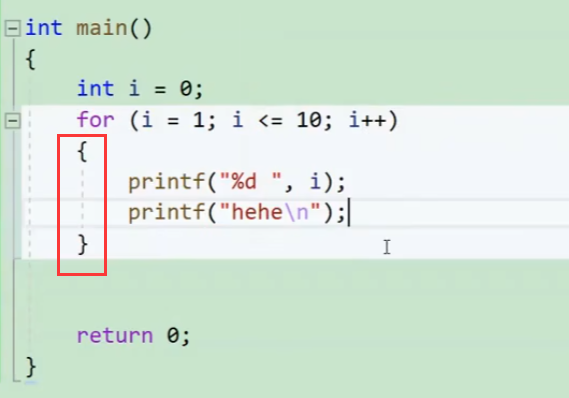 int main()
{
int i = 0;
for (i = 1; i <= 10; i++)
{
printf("%d ", i);
printf("hehe\n");
}
return 0;
}